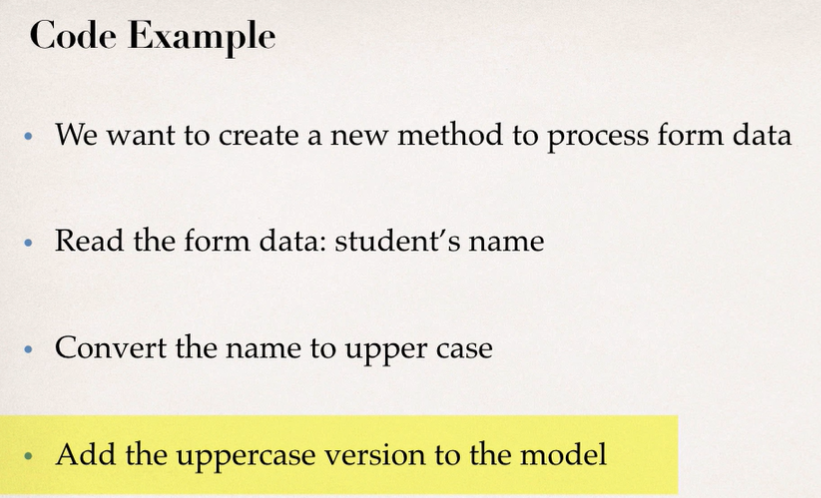 Code Example
• We want to create a new method to process form data
• Read the form data: student’s name
• Convert the name to upper case
• Add the uppercase version to the model